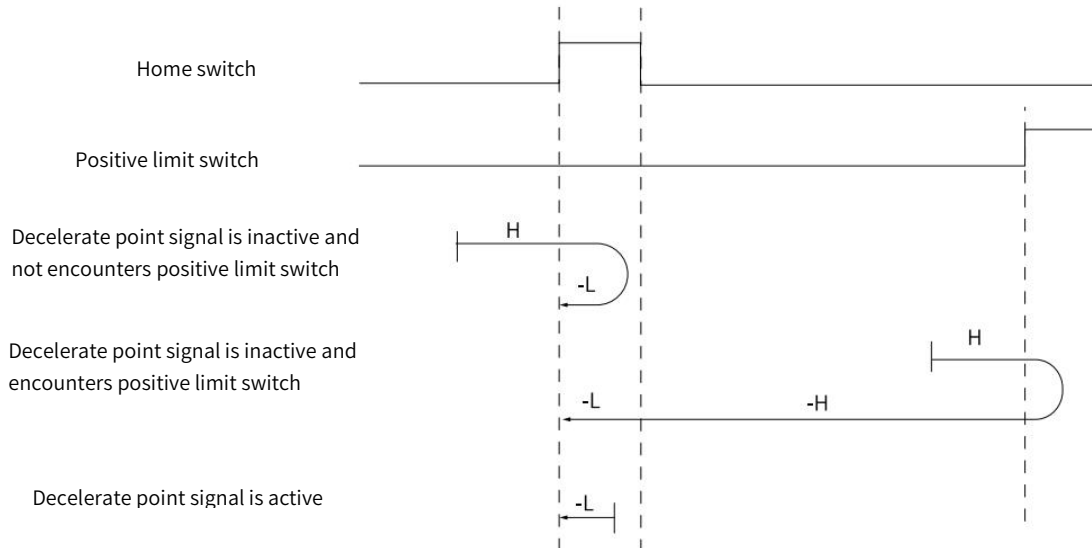 Home switch
Positive limit switch
Decelerate point signal is inactive and
not encounters positive limit switch
H
-L
Decelerate point signal is inactive and
encounters positive limit switch
H
-L
-H
Decelerate point signal is active
-L